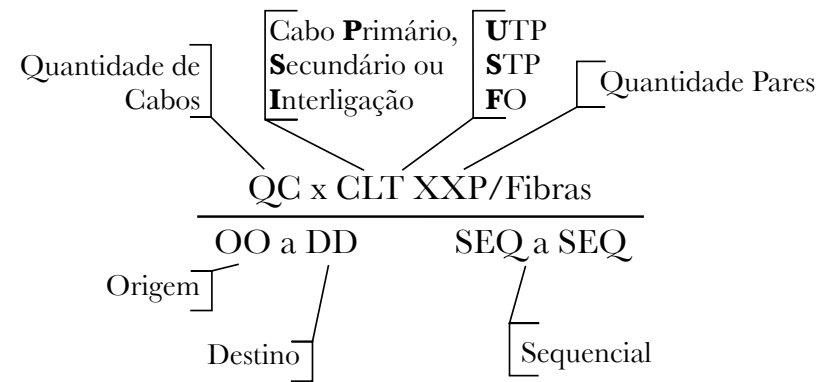 Quantidade de
Cabos
Cabo Primário,
Secundário ou
Interligação
UTP
STP
FO
Quantidade Pares
QC x CLT XXP/Fibras
OO a DD
SEQ a SEQ
Origem
Destino
Sequencial